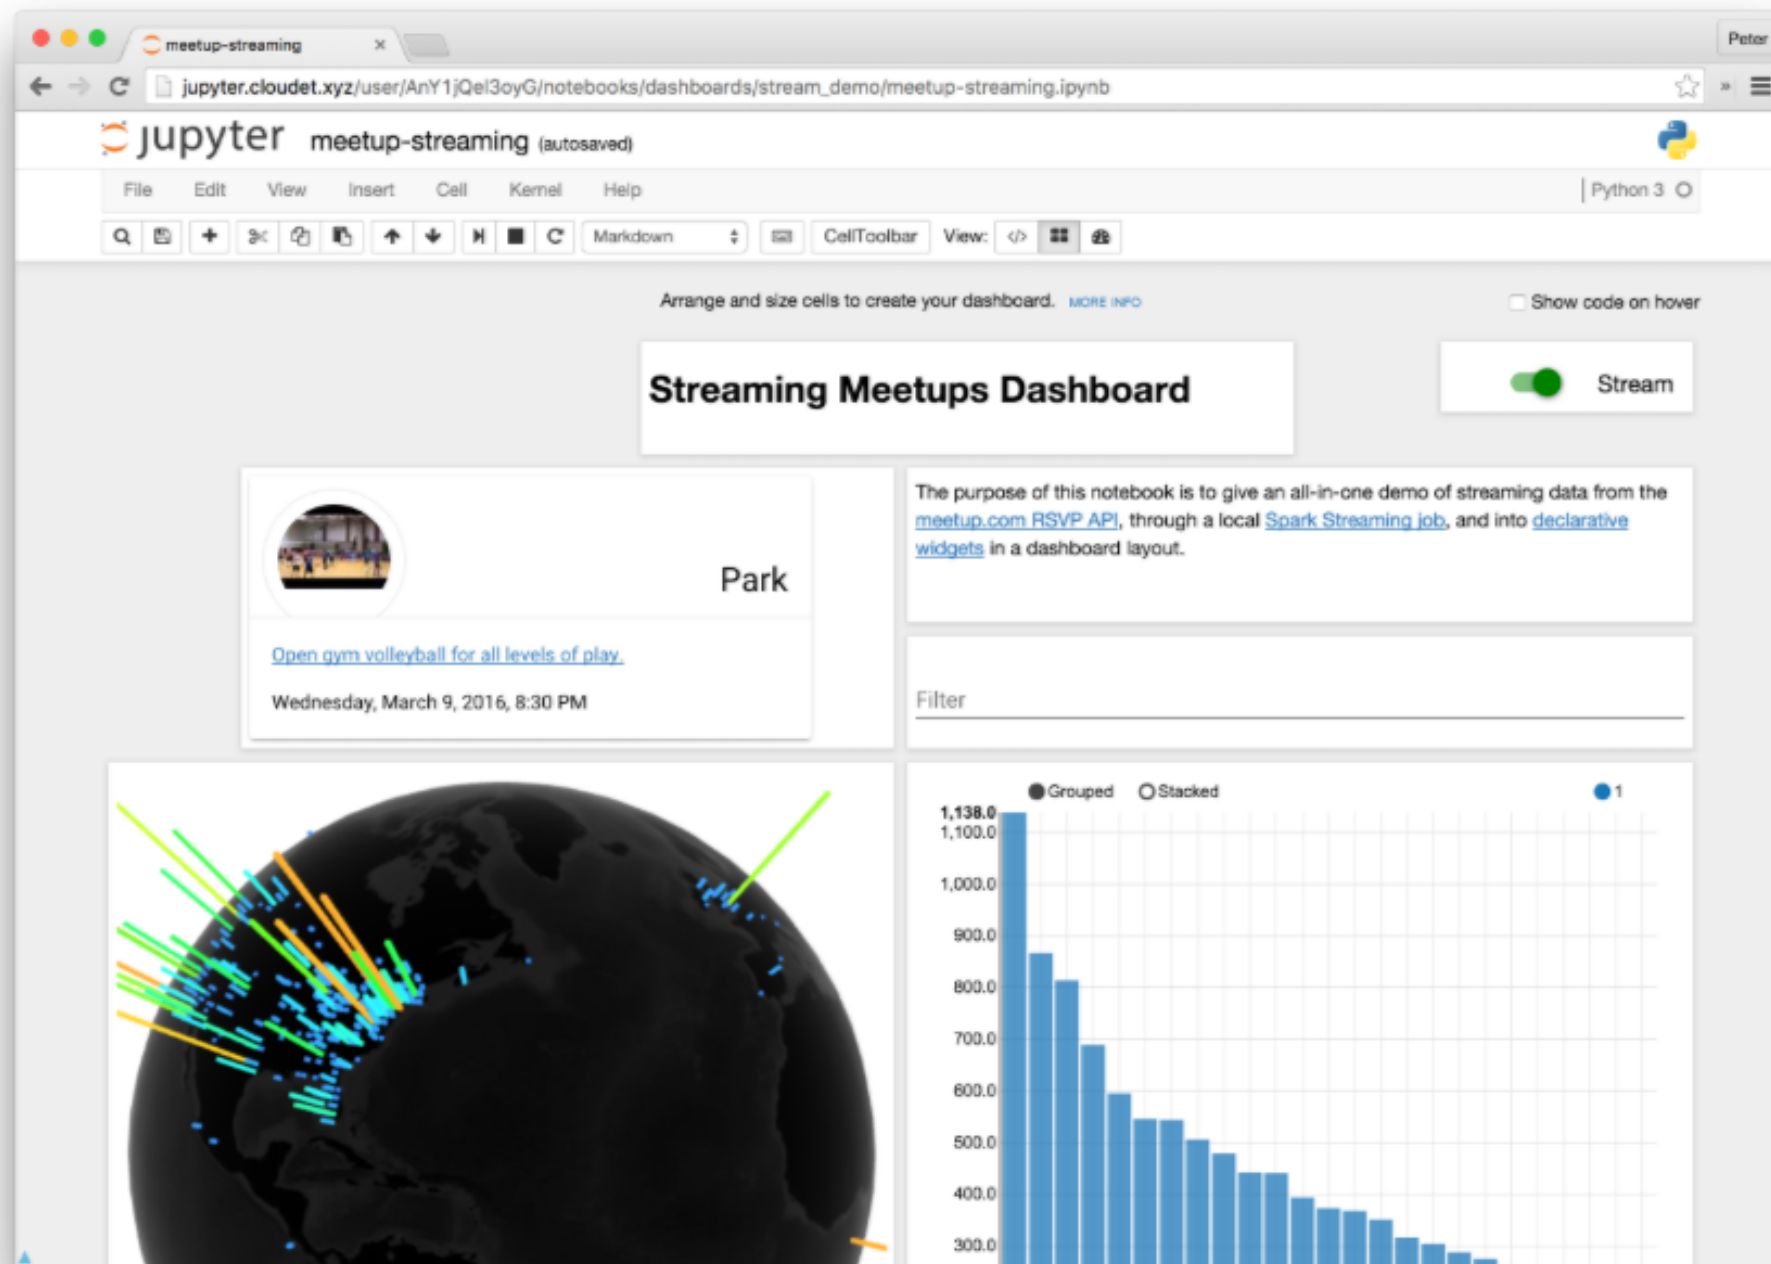 meetup-streaming
Peter
jupyter.cloudet.xyz/user/AnY1jQel3oyG/notebooks/dashboards/stream_demo/meetup-streaming.ipynb
jupyter meetup-streaming (autosaved)
File Edit View Insert Cell Kernel Help
Python 3
Markdown CellToolbar View:
Arrange and size cells to create your dashboard. MORE INFO
Show code on hover
Streaming Meetups Dashboard
Stream
Park
Open gym volleyball for all levels of play.
Wednesday, March 9, 2016, 8:30 PM
The purpose of this notebook is to give an all-in-one demo of streaming data from the
meetup.com RSVP API, through a local Spark Streaming job, and into declarative
widgets in a dashboard layout.
Filter
Grouped Stacked 1
1,138.0
1,100.0
1,000.0
900.0
800.0
700.0
600.0
500.0
400.0
300.0